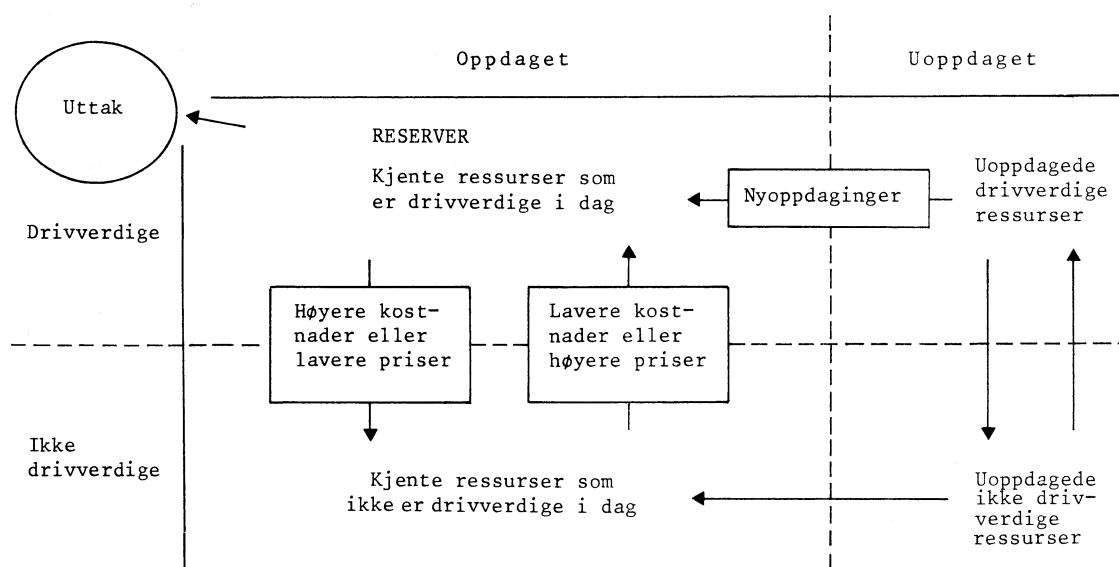 Oppdaget
Uoppdaget
Uttak
RESERVER
Kjente ressurser som
er drivverdige i dag
Nyoppdaginger
Uoppdagede
drivverdige
ressurser
Drivverdige
Høyere kost-
nader eller
lavere priser
Lavere kost-
nader eller
høyere priser
Ikke
drivverdige
Kjente ressurser som
ikke er drivverdige i dag
Uoppdagede
ikke driv-
verdige
ressurser